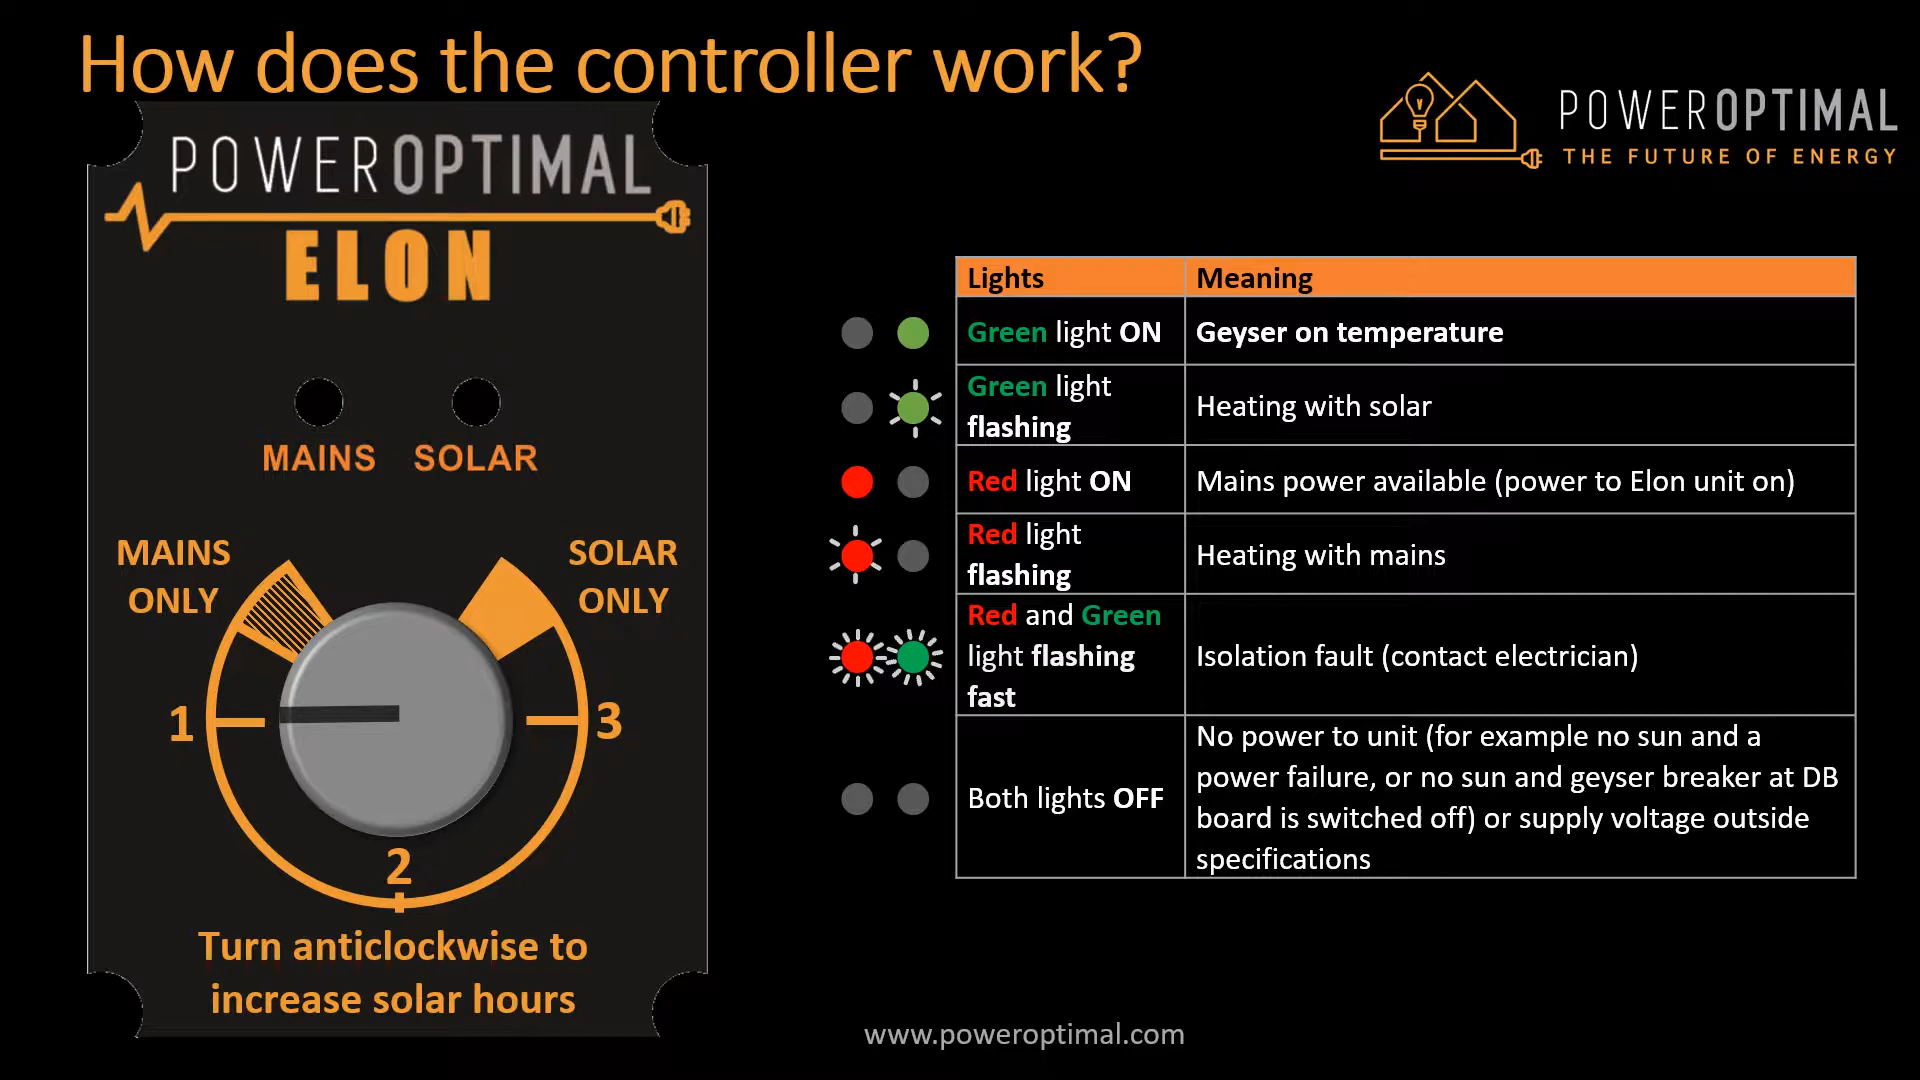 How does the controller work?
POWEROPTIMAL
THE FUTURE OF ENERGY
POWEROPTIMAL
ELON
MAINS SOLAR
MAINS
ONLY
SOLAR
ONLY
1
3
2
Turn anticlockwise to
increase solar hours
Lights Meaning
Green light ON Geyser on temperature
Green light
flashing
Heating with solar
Red light ON Mains power available (power to Elon unit on)
Red light
flashing
Heating with mains
Red and Green
light flashing
fast
Isolation fault (contact electrician)
Both lights OFF
No power to unit (for example no sun and a
power failure, or no sun and geyser breaker at DB
board is switched off) or supply voltage outside
specifications
www.poweroptimal.com